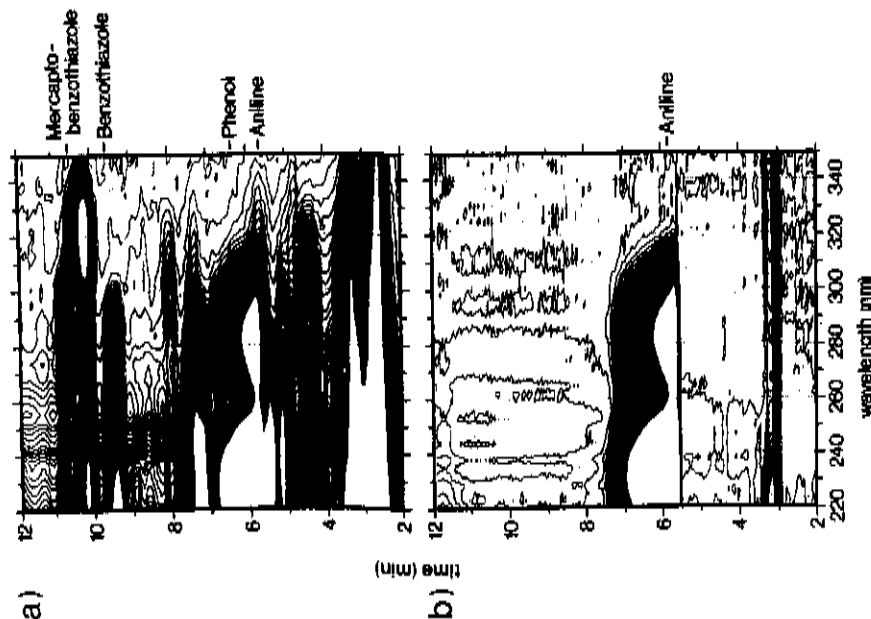 a)
Mercapto-
benzothiazole
Benzothiazole
Phenol
Aniline
12
10
8
6
4
2
time (min)
b)
Aniline
12
10
8
6
4
2
220
240
260
280
300
320
340
wavelength [nm]